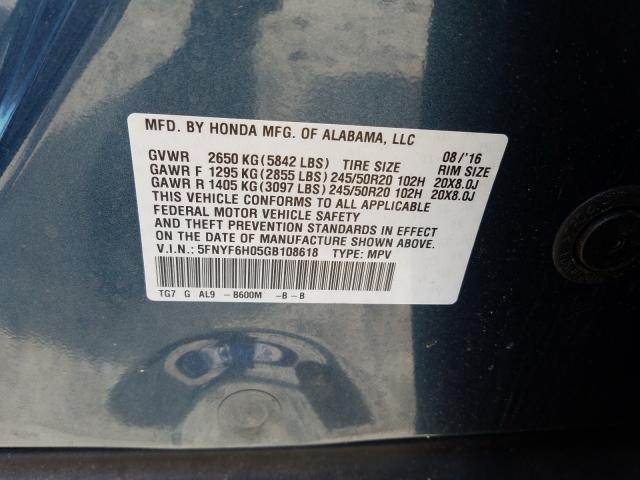 MFD. BY HONDA MFG. OF ALABAMA, LLC
GVWR 2650 KG (5842 LBS) TIRE SIZE 08/'16 RIM SIZE
GAWR F 1295 KG (2855 LBS) 245/50R20 102H 20X8.0J
GAWR R 1405 KG (3097 LBS) 245/50R20 102H 20X8.0J
THIS VEHICLE CONFORMS TO ALL APPLICABLE
FEDERAL MOTOR VEHICLE SAFETY
AND THEFT PREVENTION STANDARDS IN EFFECT
ON THE DATE OF MANUFACTURE SHOWN ABOVE.
V.I.N.: 5FNYF6H05GB108618 TYPE: MPV
TG7 G AL9 -B600M -B-B